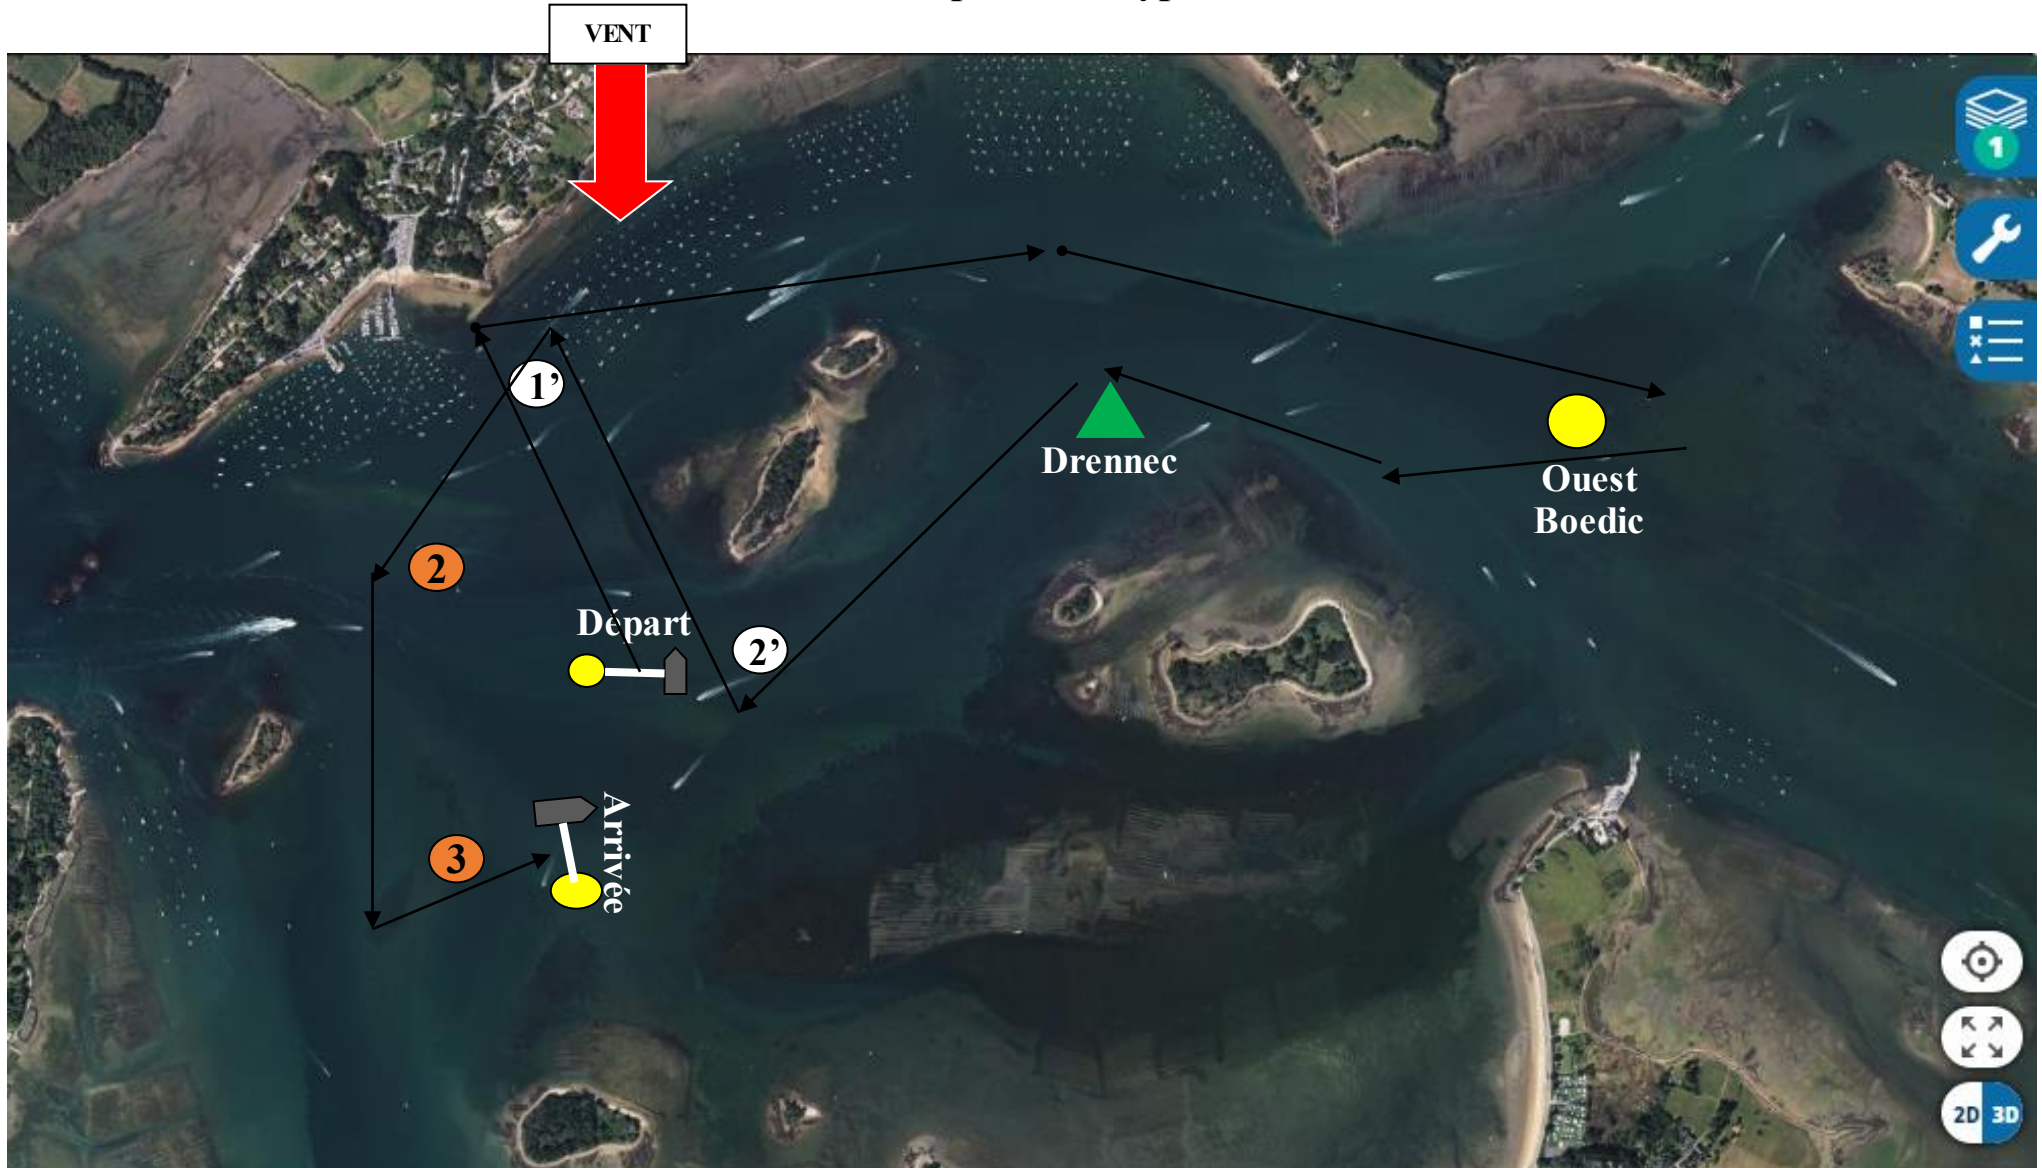 VENT
1
1’
Drennec
Ouest
Boedic
2
Départ
2’
Arrivée
3
2D 3D